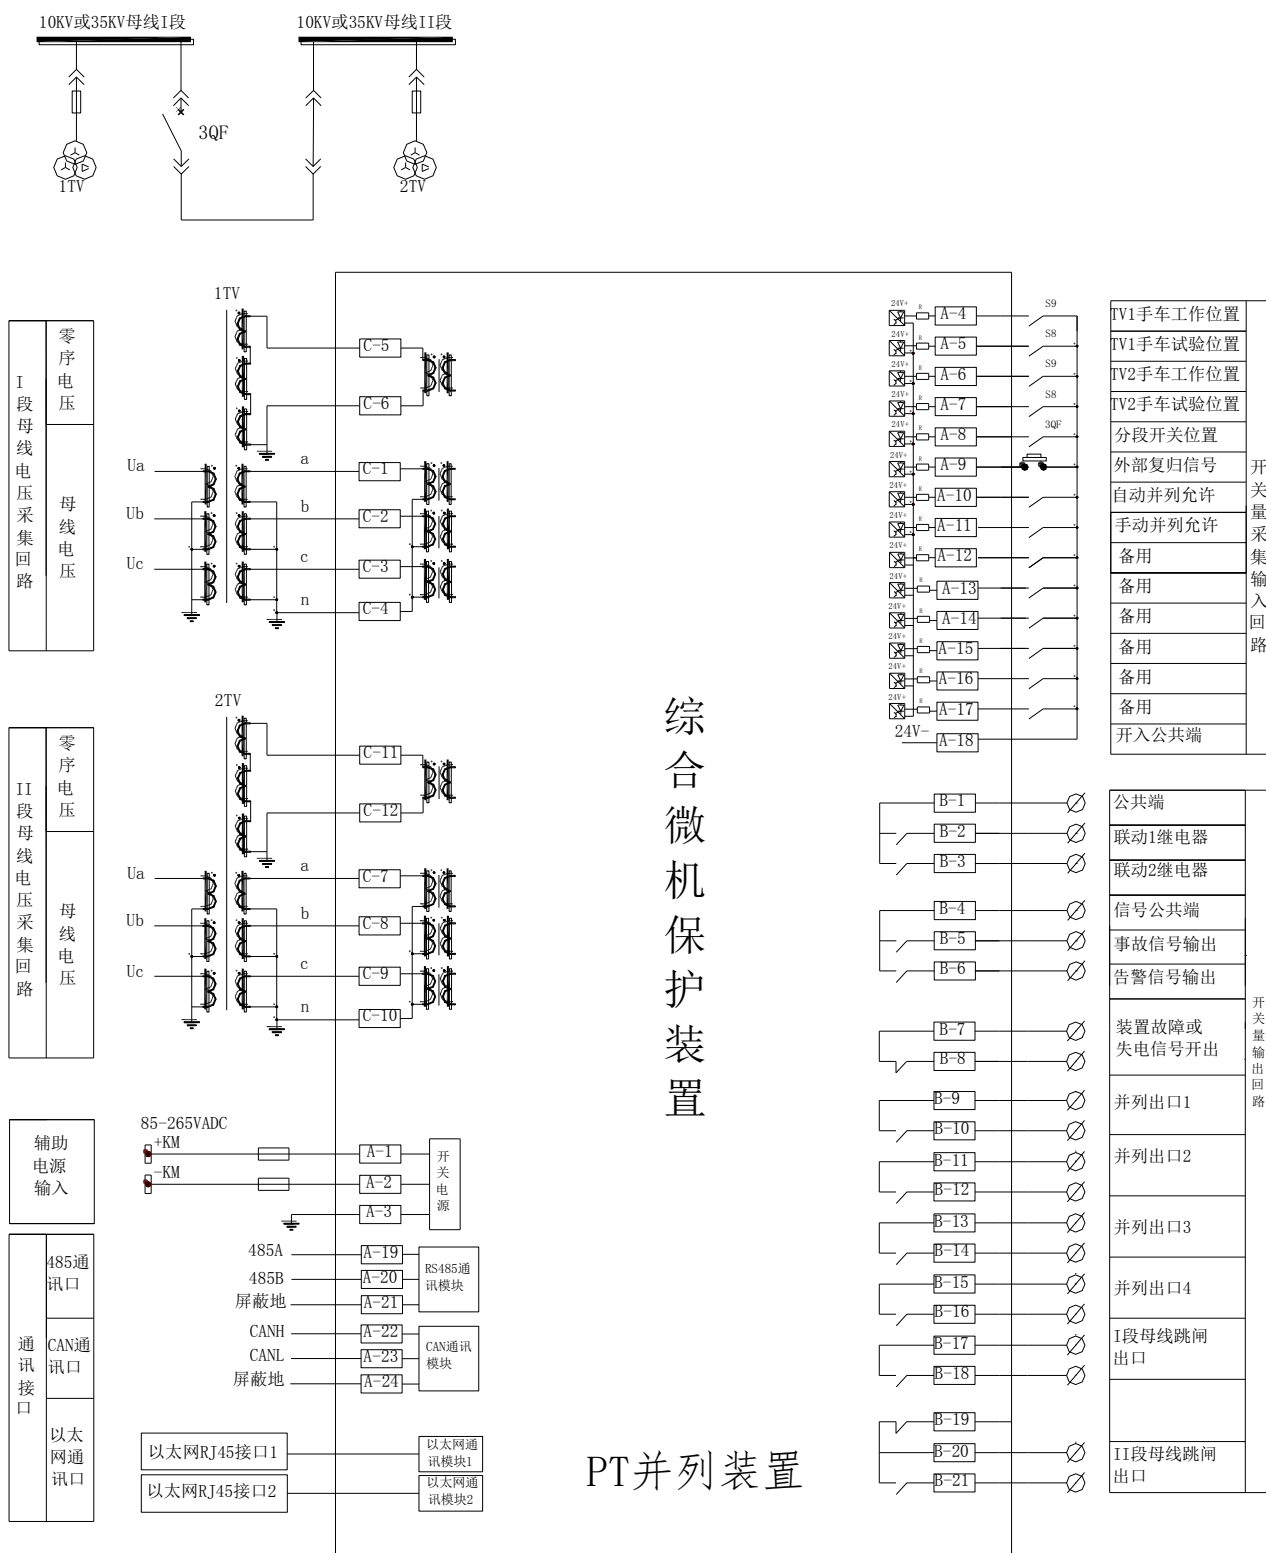 10KV或35KV母线I段
10KV或35KV母线II段
3QF
1TV
2TV
1TV
I段母线电压采集回路
零序电压
母线电压
C-5
C-6
Ua
a
C-1
Ub
b
C-2
Uc
c
C-3
n
C-4
2TV
II段母线电压采集回路
零序电压
母线电压
C-11
C-12
Ua
a
C-7
Ub
b
C-8
Uc
c
C-9
n
C-10
辅助
电源
输入
85-265VADC
+KM
A-1
-KM
A-2
A-3
开关电源
通讯接口
485通
讯口
485A
A-19
485B
A-20
屏蔽地
A-21
RS485通
讯模块
CAN通
讯口
CANH
A-22
CANL
A-23
屏蔽地
A-24
CAN通讯
模块
以太
网通
讯口
以太网RJ45接口1
以太网通
讯模块1
以太网RJ45接口2
以太网通
讯模块2
综合微机保护装置
PT并列装置
24V+ R A-4 S9 TV1手车工作位置
24V+ R A-5 S8 TV1手车试验位置
24V+ R A-6 S9 TV2手车工作位置
24V+ R A-7 S8 TV2手车试验位置
24V+ R A-8 3QF 分段开关位置
24V+ R A-9 外部复归信号
24V+ R A-10 自动并列允许
24V+ R A-11 手动并列允许
24V+ R A-12 备用
24V+ R A-13 备用
24V+ R A-14 备用
24V+ R A-15 备用
24V+ R A-16 备用
24V+ R A-17 备用
24V- A-18 开入公共端
开关量采集输入回路
B-1 公共端
B-2 联动1继电器
B-3 联动2继电器
B-4 信号公共端
B-5 事故信号输出
B-6 告警信号输出
B-7
B-8
装置故障或
失电信号开出
B-9
B-10
并列出口1
B-11
B-12
并列出口2
B-13
B-14
并列出口3
B-15
B-16
并列出口4
B-17
B-18
I段母线跳闸
出口
B-19
B-20
B-21
II段母线跳闸
出口
开关量输出回路